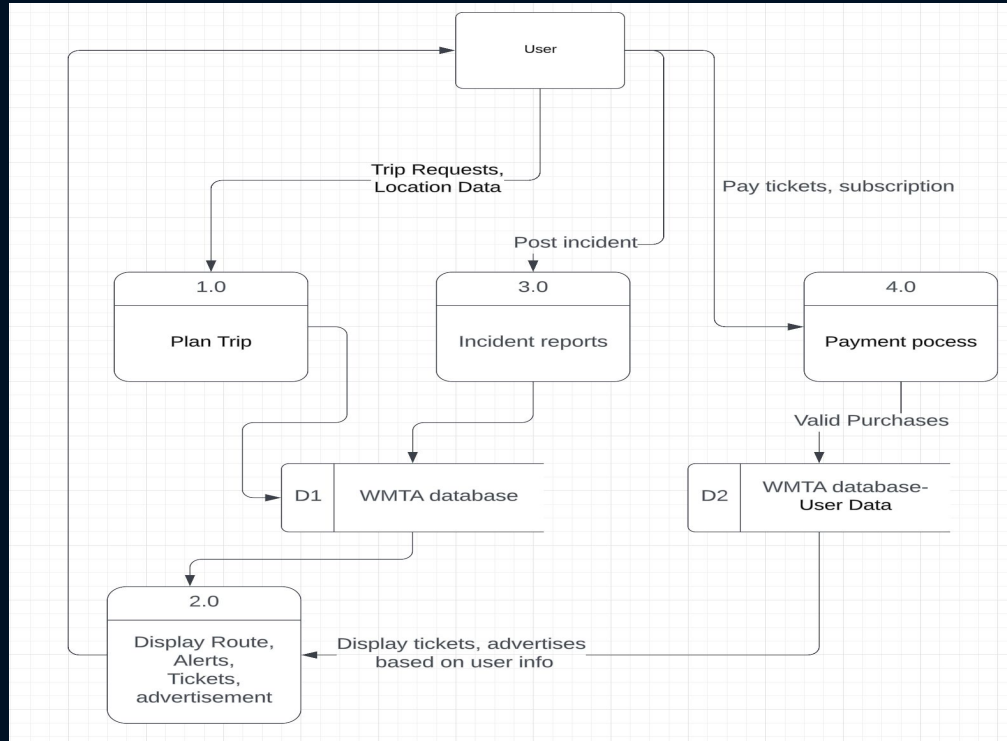 User
Trip Requests,
Location Data
Pay tickets, subscription
Post incident
1.0
Plan Trip
3.0
Incident reports
4.0
Payment pocess
Valid Purchases
D1
WMTA database
D2
WMTA database-
User Data
2.0
Display Route,
Alerts,
Tickets,
advertisement
Display tickets, advertises
based on user info